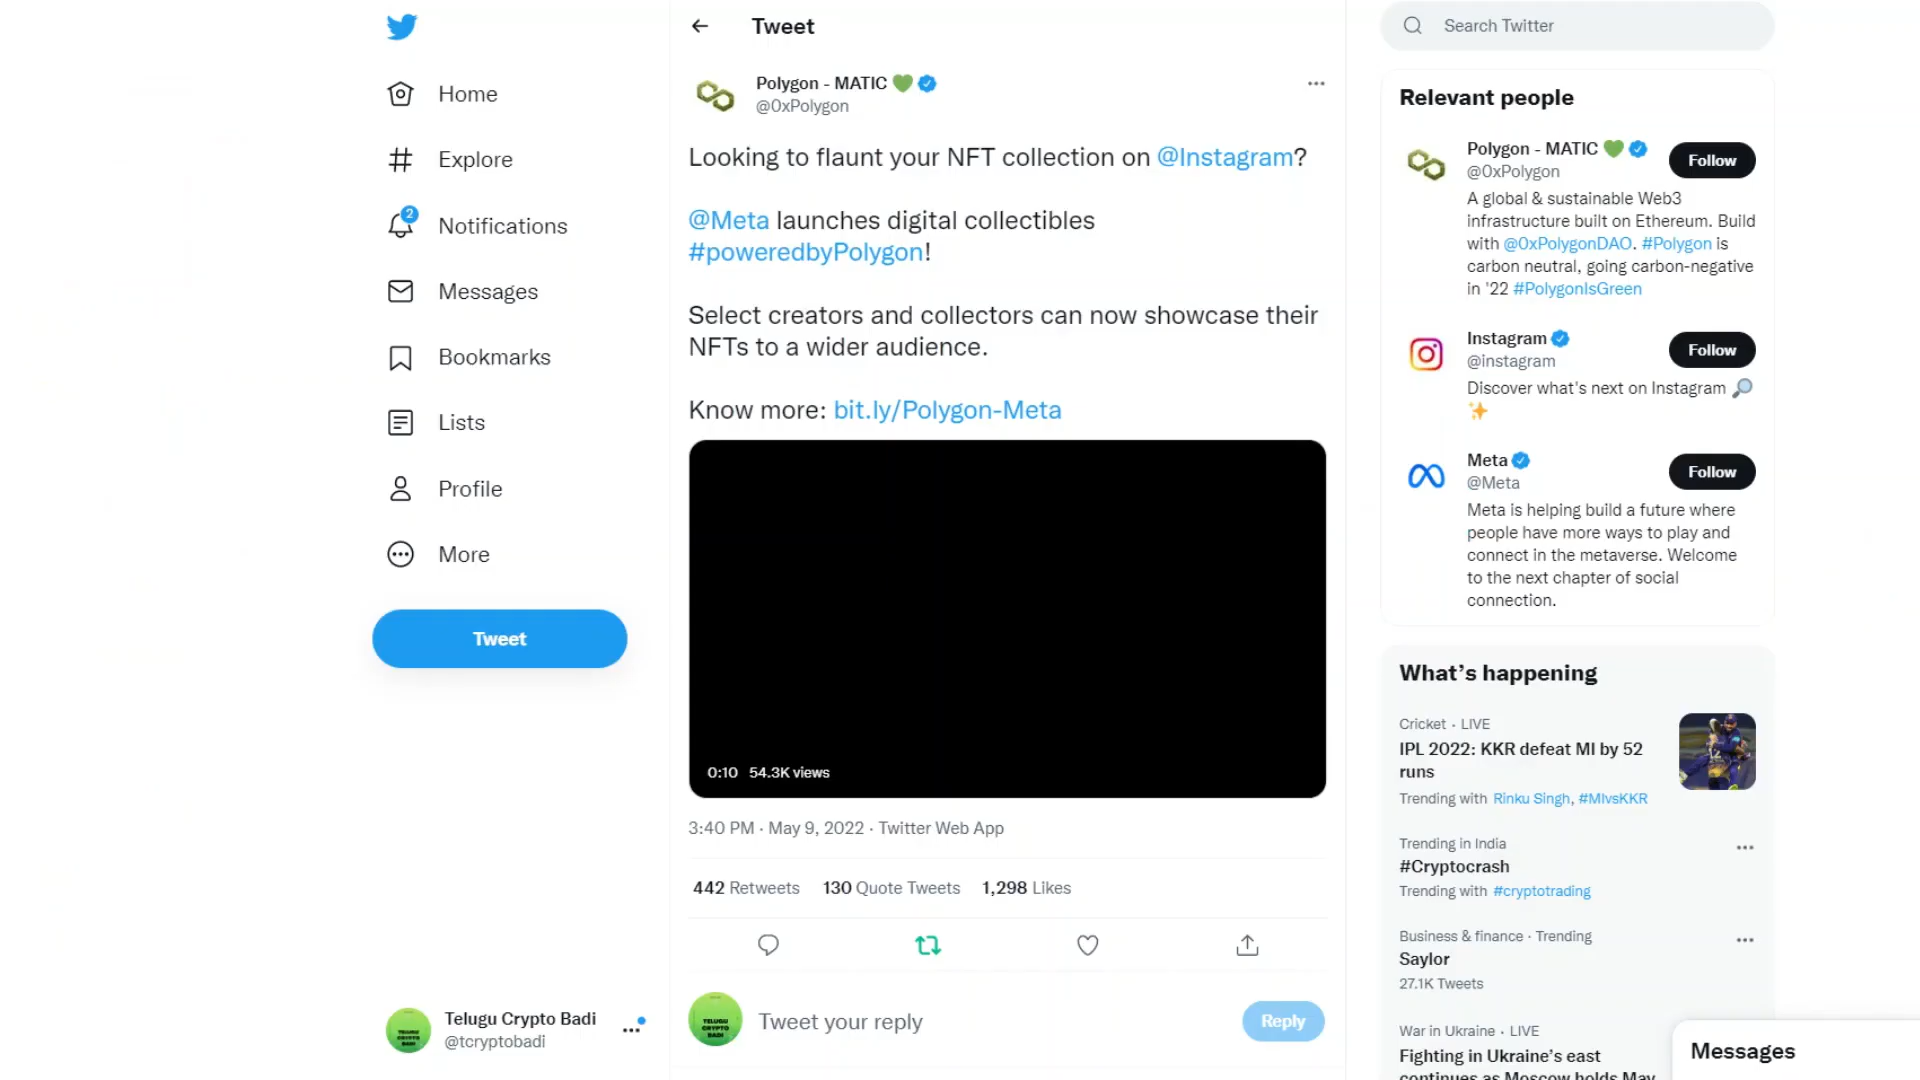 Home
Explore
2
Notifications
Messages
Bookmarks
Lists
Profile
More
Tweet
Telugu Crypto Badi
@tcryptobadi
Tweet
Polygon - MATIC 💚
@0xPolygon
Looking to flaunt your NFT collection on @Instagram?
@Meta launches digital collectibles
#poweredbyPolygon!
Select creators and collectors can now showcase their
NFTs to a wider audience.
Know more: bit.ly/Polygon-Meta
0:10 54.3K views
3:40 PM · May 9, 2022 · Twitter Web App
442 Retweets 130 Quote Tweets 1,298 Likes
TELUGU
CRYPTO
BADI
Tweet your reply
Reply
Search Twitter
Relevant people
Polygon - MATIC 💚
@0xPolygon
Follow
A global & sustainable Web3
infrastructure built on Ethereum. Build
with @0xPolygonDAO. #Polygon is
carbon neutral, going carbon-negative
in '22 #PolygonIsGreen
Instagram
@instagram
Follow
Discover what's next on Instagram 🔎
✨
Meta
@Meta
Follow
Meta is helping build a future where
people have more ways to play and
connect in the metaverse. Welcome
to the next chapter of social
connection.
What's happening
Cricket · LIVE
IPL 2022: KKR defeat MI by 52
runs
Trending with Rinku Singh, #MIvsKKR
Trending in India
#Cryptocrash
Trending with #cryptotrading
Business & finance · Trending
Saylor
27.1K Tweets
War in Ukraine · LIVE
Fighting in Ukraine's east
continues as Moscow holds May
Messages